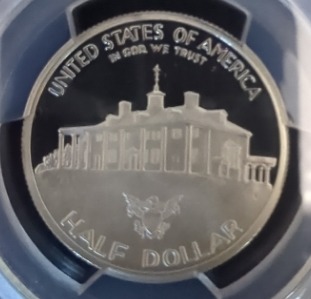 UNITED STATES OF AMERICA
IN GOD WE TRUST
HALF DOLLAR